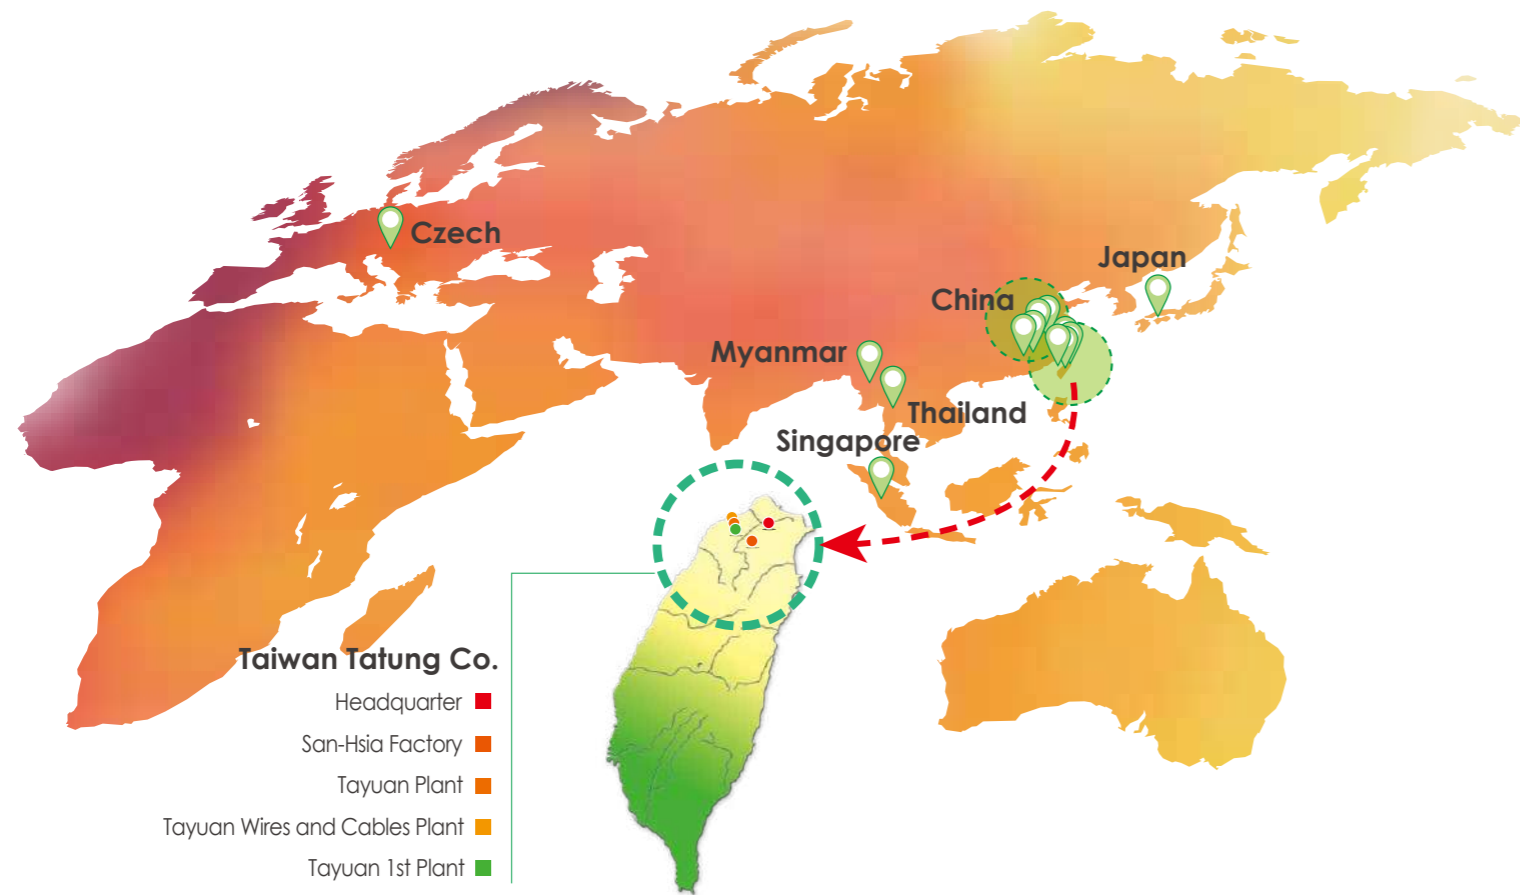 Czech
Japan
China
Myanmar
Thailand
Singapore
Taiwan Tatung Co.
Headquarter
San-Hsia Factory
Tayuan Plant
Tayuan Wires and Cables Plant
Tayuan 1st Plant